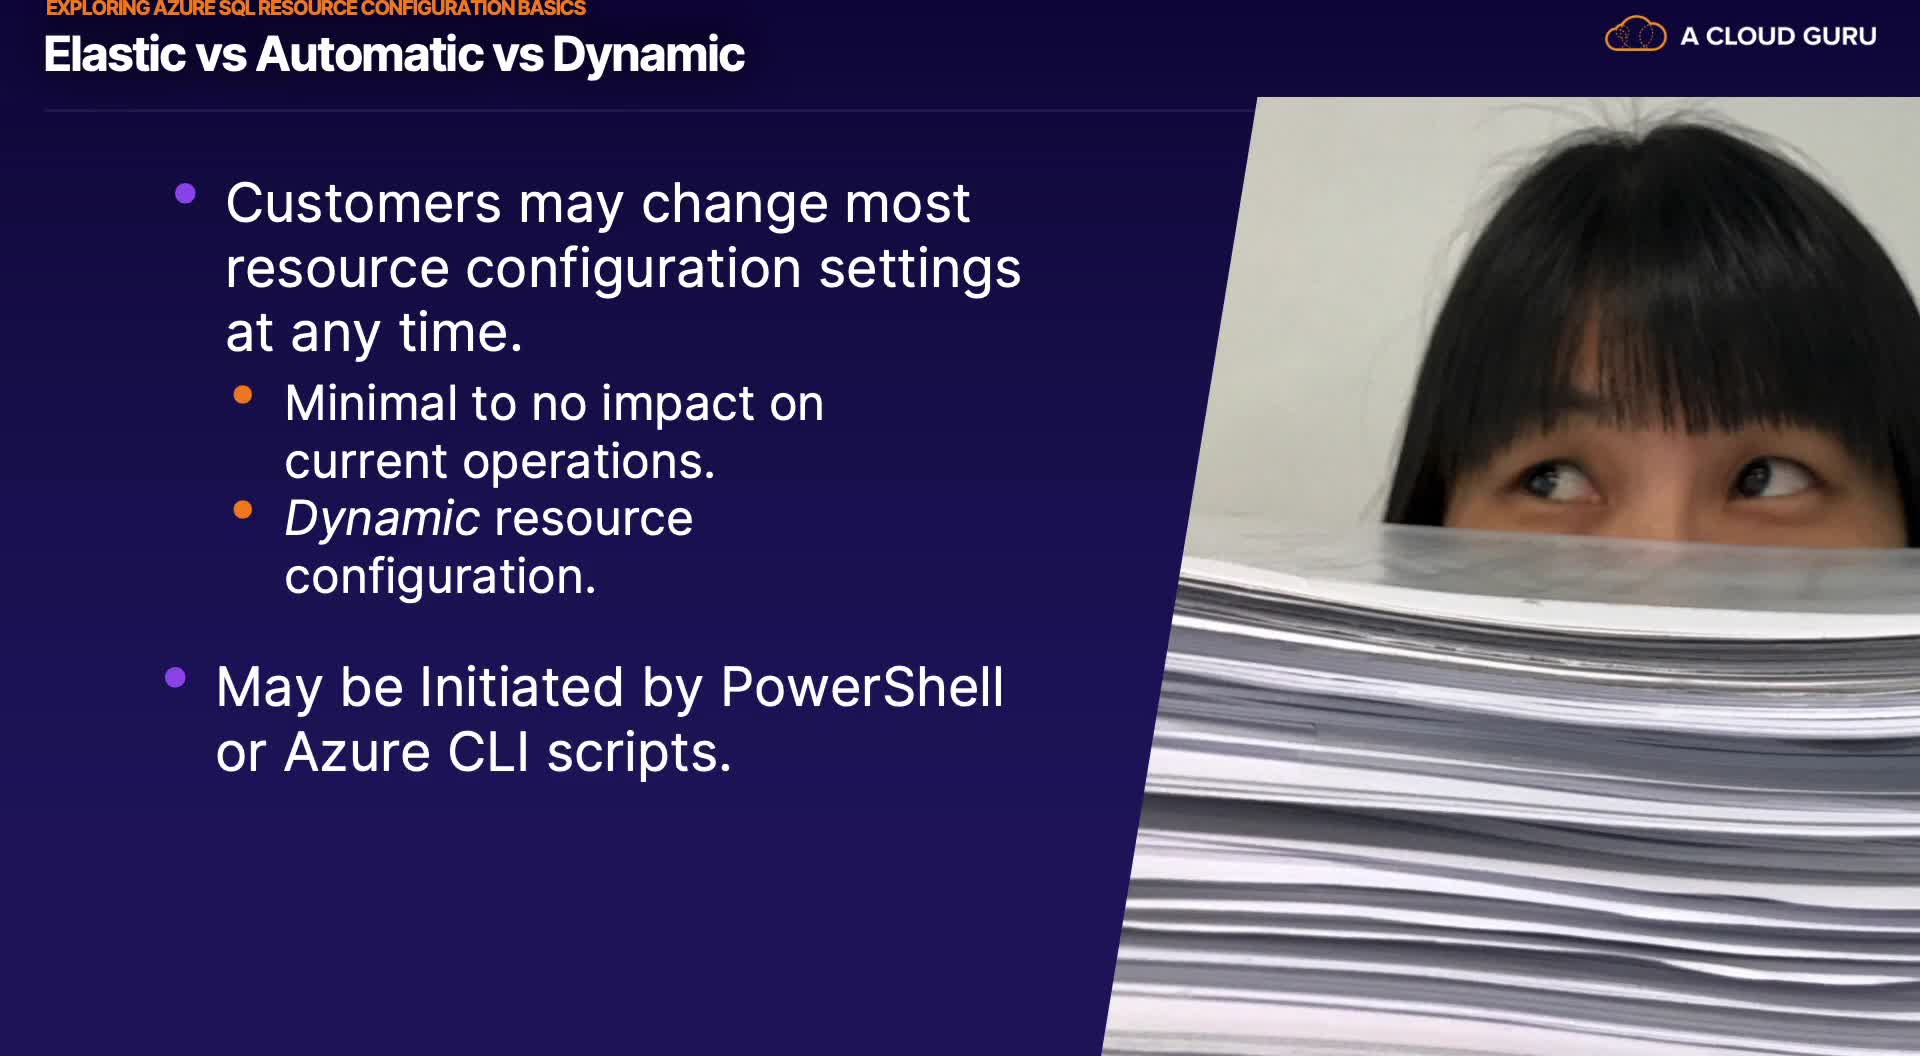 EXPLORING AZURE SQL RESOURCE CONFIGURATION BASICS
Elastic vs Automatic vs Dynamic
A CLOUD GURU
Customers may change most
resource configuration settings
at any time.
Minimal to no impact on
current operations.
Dynamic resource
configuration.
May be Initiated by PowerShell
or Azure CLI scripts.